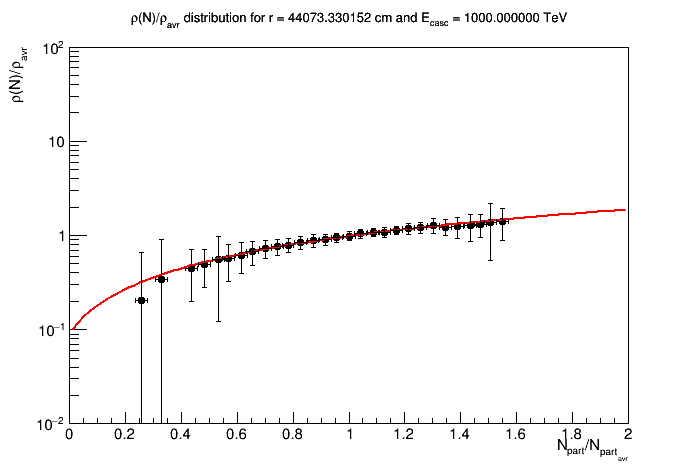 ρ(N)/ρavr distribution for r = 44073.330152 cm and Ecasc = 1000.000000 TeV
ρ(N)/ρavr
10²
10
1
10⁻¹
10⁻²
0 0.2 0.4 0.6 0.8 1 1.2 1.4 1.6 1.8 2
Npart/Npartavr